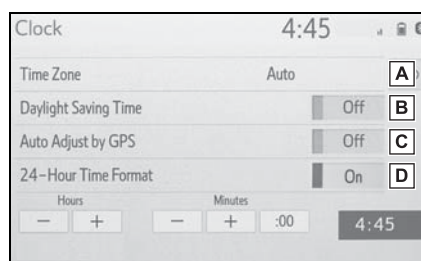 Clock 4:45
Time Zone Auto A
Daylight Saving Time Off B
Auto Adjust by GPS Off C
24-Hour Time Format On D
Hours Minutes
− + − + :00 4:45